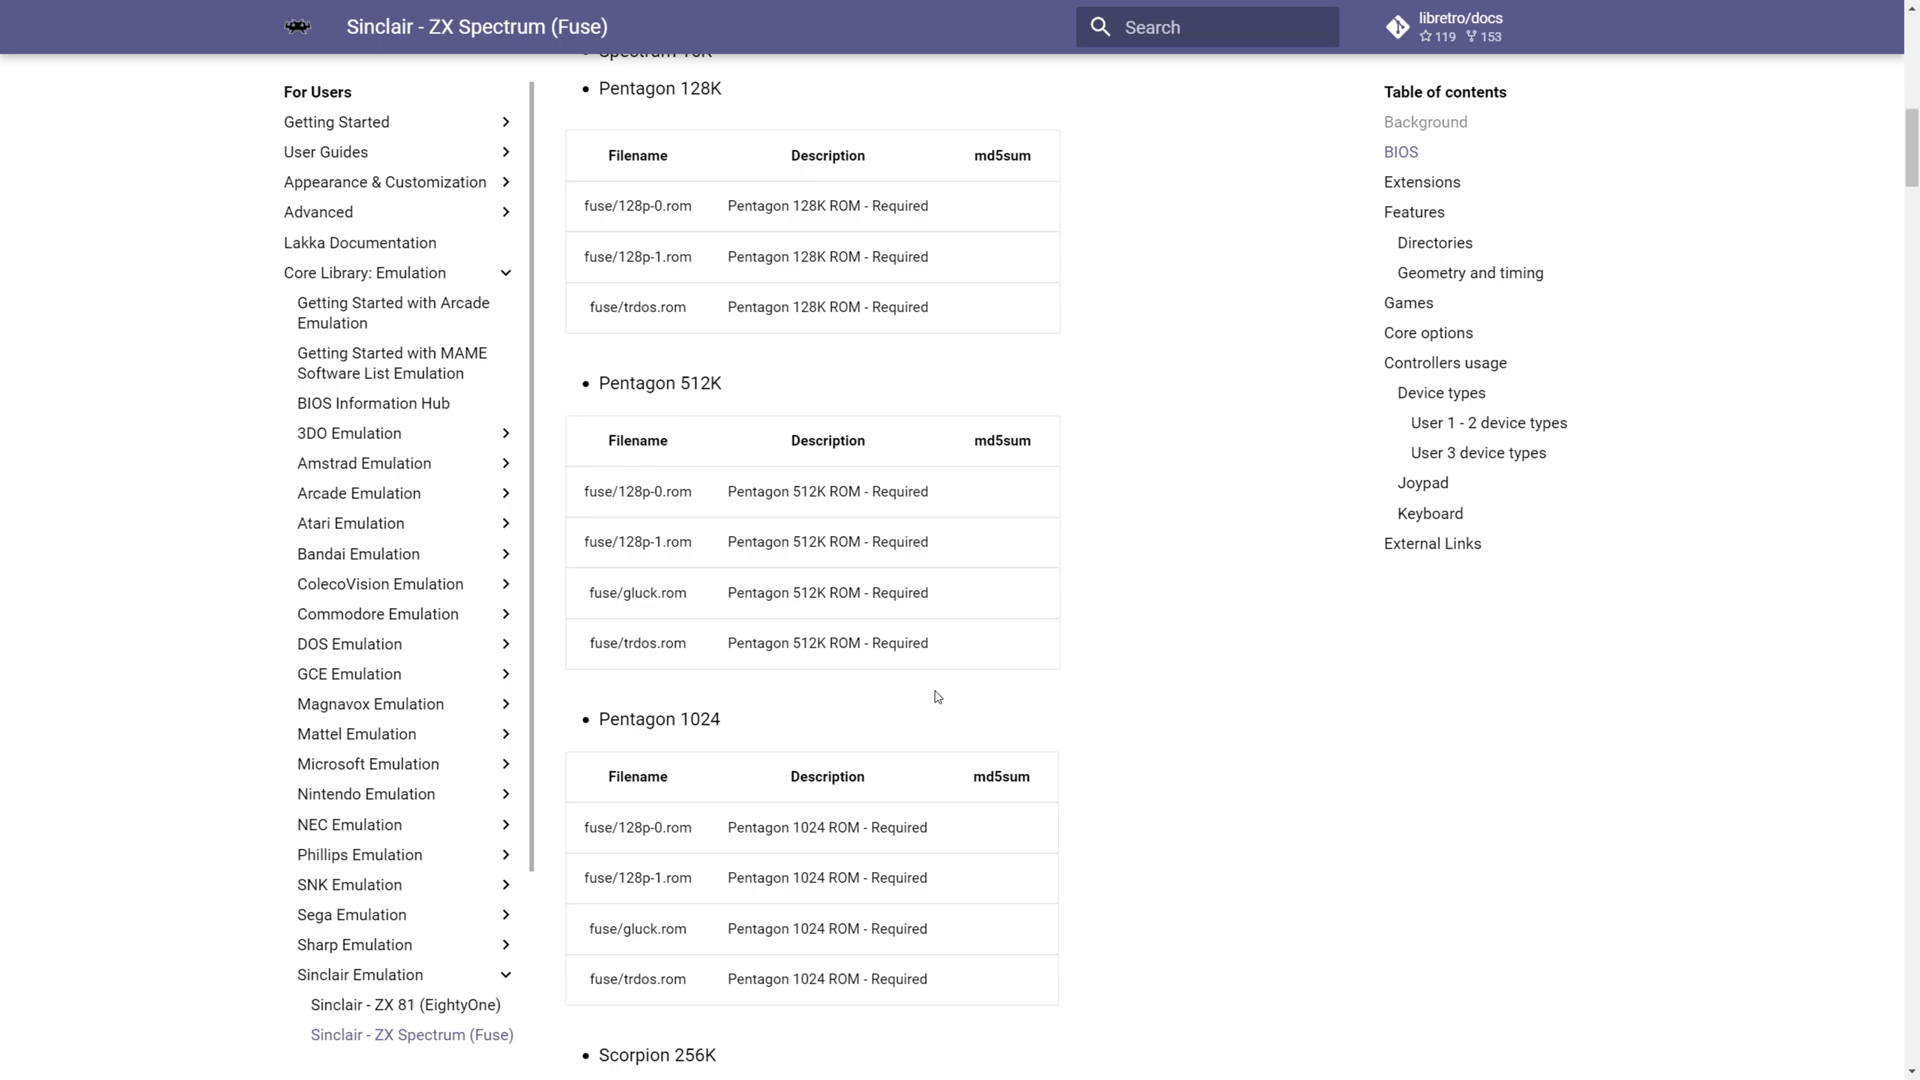 Sinclair - ZX Spectrum (Fuse)
Search
libretro/docs
119 153
For Users
Getting Started
User Guides
Appearance & Customization
Advanced
Lakka Documentation
Core Library: Emulation
Getting Started with Arcade
Emulation
Getting Started with MAME
Software List Emulation
BIOS Information Hub
3DO Emulation
Amstrad Emulation
Arcade Emulation
Atari Emulation
Bandai Emulation
ColecoVision Emulation
Commodore Emulation
DOS Emulation
GCE Emulation
Magnavox Emulation
Mattel Emulation
Microsoft Emulation
Nintendo Emulation
NEC Emulation
Phillips Emulation
SNK Emulation
Sega Emulation
Sharp Emulation
Sinclair Emulation
Sinclair - ZX 81 (EightyOne)
Sinclair - ZX Spectrum (Fuse)
Spectrum 16K
Pentagon 128K
Filename Description md5sum
fuse/128p-0.rom Pentagon 128K ROM - Required
fuse/128p-1.rom Pentagon 128K ROM - Required
fuse/trdos.rom Pentagon 128K ROM - Required
Pentagon 512K
Filename Description md5sum
fuse/128p-0.rom Pentagon 512K ROM - Required
fuse/128p-1.rom Pentagon 512K ROM - Required
fuse/gluck.rom Pentagon 512K ROM - Required
fuse/trdos.rom Pentagon 512K ROM - Required
Pentagon 1024
Filename Description md5sum
fuse/128p-0.rom Pentagon 1024 ROM - Required
fuse/128p-1.rom Pentagon 1024 ROM - Required
fuse/gluck.rom Pentagon 1024 ROM - Required
fuse/trdos.rom Pentagon 1024 ROM - Required
Scorpion 256K
Table of contents
Background
BIOS
Extensions
Features
Directories
Geometry and timing
Games
Core options
Controllers usage
Device types
User 1 - 2 device types
User 3 device types
Joypad
Keyboard
External Links